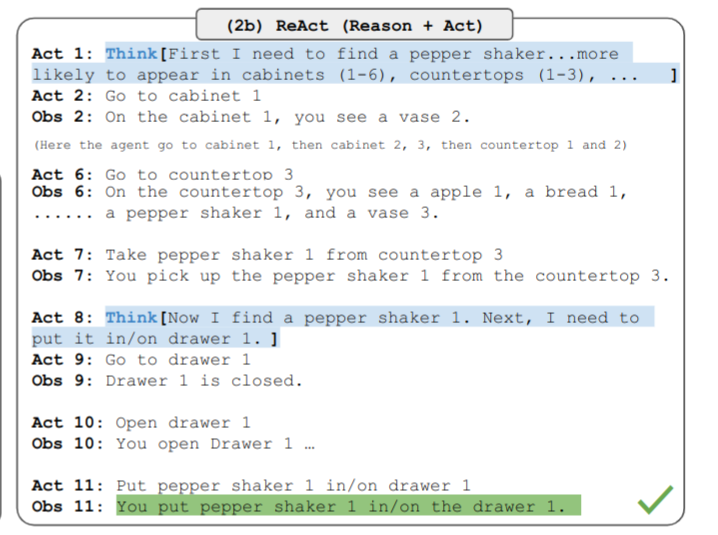 (2b) ReAct (Reason + Act)
Act 1: Think[First I need to find a pepper shaker...more
likely to appear in cabinets (1-6), countertops (1-3), ... ]
Act 2: Go to cabinet 1
Obs 2: On the cabinet 1, you see a vase 2.
(Here the agent go to cabinet 1, then cabinet 2, 3, then countertop 1 and 2)
Act 6: Go to countertop 3
Obs 6: On the countertop 3, you see a apple 1, a bread 1,
...... a pepper shaker 1, and a vase 3.
Act 7: Take pepper shaker 1 from countertop 3
Obs 7: You pick up the pepper shaker 1 from the countertop 3.
Act 8: Think[Now I find a pepper shaker 1. Next, I need to
put it in/on drawer 1. ]
Act 9: Go to drawer 1
Obs 9: Drawer 1 is closed.
Act 10: Open drawer 1
Obs 10: You open Drawer 1 …
Act 11: Put pepper shaker 1 in/on drawer 1
Obs 11: You put pepper shaker 1 in/on the drawer 1.